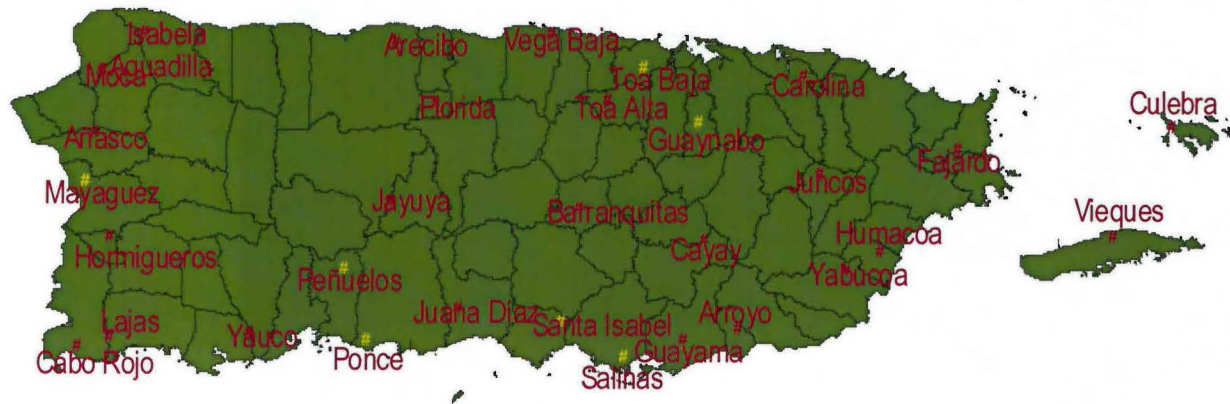 Isabela
Arecibo
Vega Baja
Aguadilla
Moca
Toa Baja
Carolina
Florida
Toa Alta
Culebra
Añasco
Guaynabo
Fajardo
Mayaguez
Jayuya
Juncos
Barranquitas
Vieques
Humacoa
Hormigueros
Cayay
Peñuelos
Yabucoa
Juana Diaz
Santa Isabel
Arroyo
Lajas
Yauco
Guayama
Cabo Rojo
Ponce
Salinas